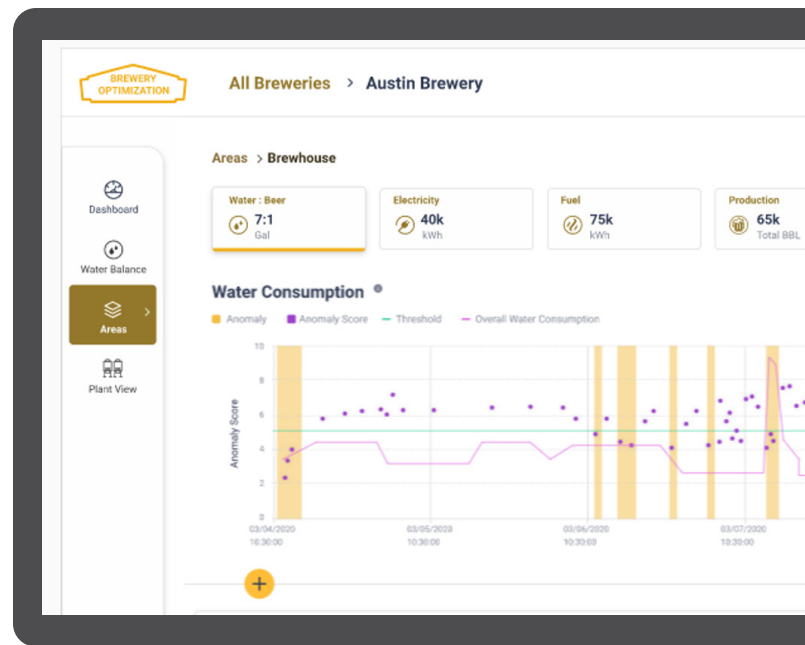 BREWERY
OPTIMIZATION
All Breweries > Austin Brewery
Dashboard
Water Balance
Areas
Plant View
Areas > Brewhouse
Water : Beer
7:1
Gal
Electricity
40k
kWh
Fuel
75k
kWh
Production
65k
Total BBL
Water Consumption
Anomaly
Anomaly Score
Threshold
Overall Water Consumption
Anomaly Score
10
8
6
4
2
0
03/04/2020
03/05/2020
10:30:00
03/06/2020
10:30:00
03/07/2020
10:30:00